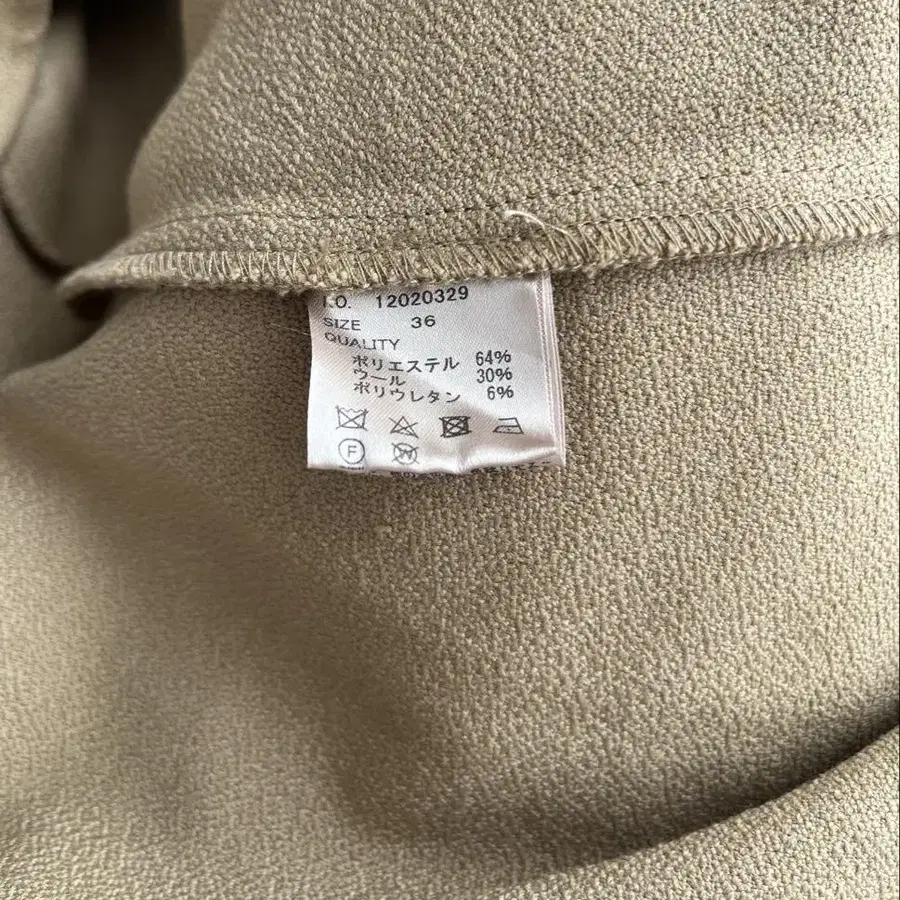 I.O. 12020329
SIZE 36
QUALITY
ポリエステル 64%
ウール 30%
ポリウレタン 6%
F W